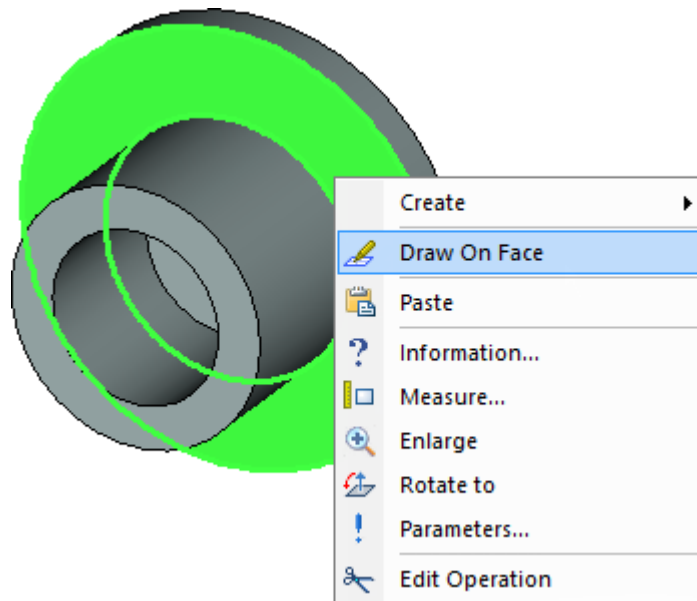 Create
Draw On Face
Paste
Information...
Measure...
Enlarge
Rotate to
Parameters...
Edit Operation